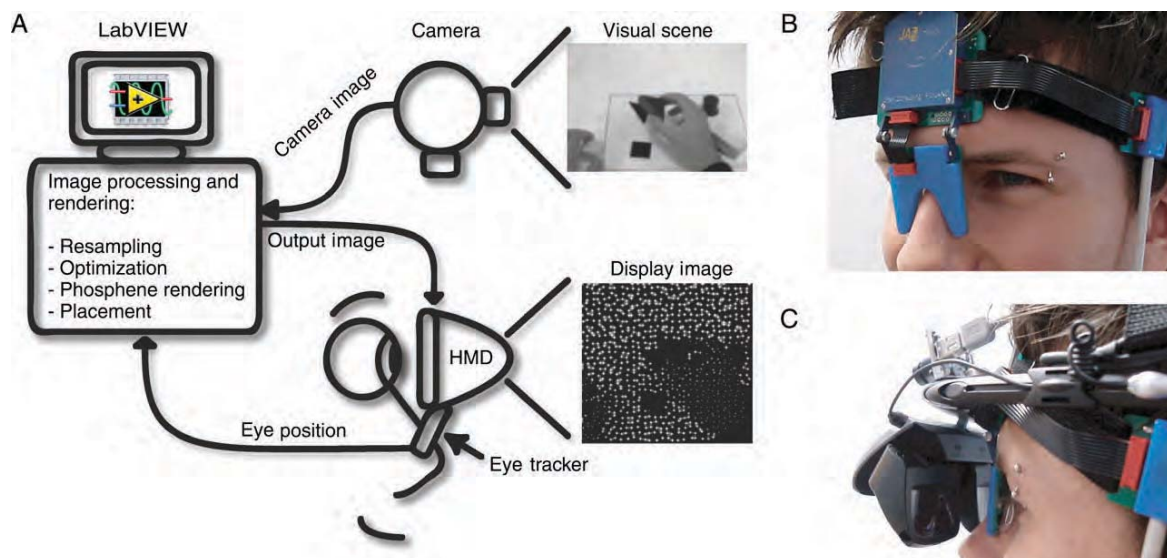 A
LabVIEW
Camera
Visual scene
Camera image
Image processing and
rendering:
- Resampling
- Optimization
- Phosphene rendering
- Placement
Output image
Display image
HMD
Eye position
Eye tracker
B
JAZ
C